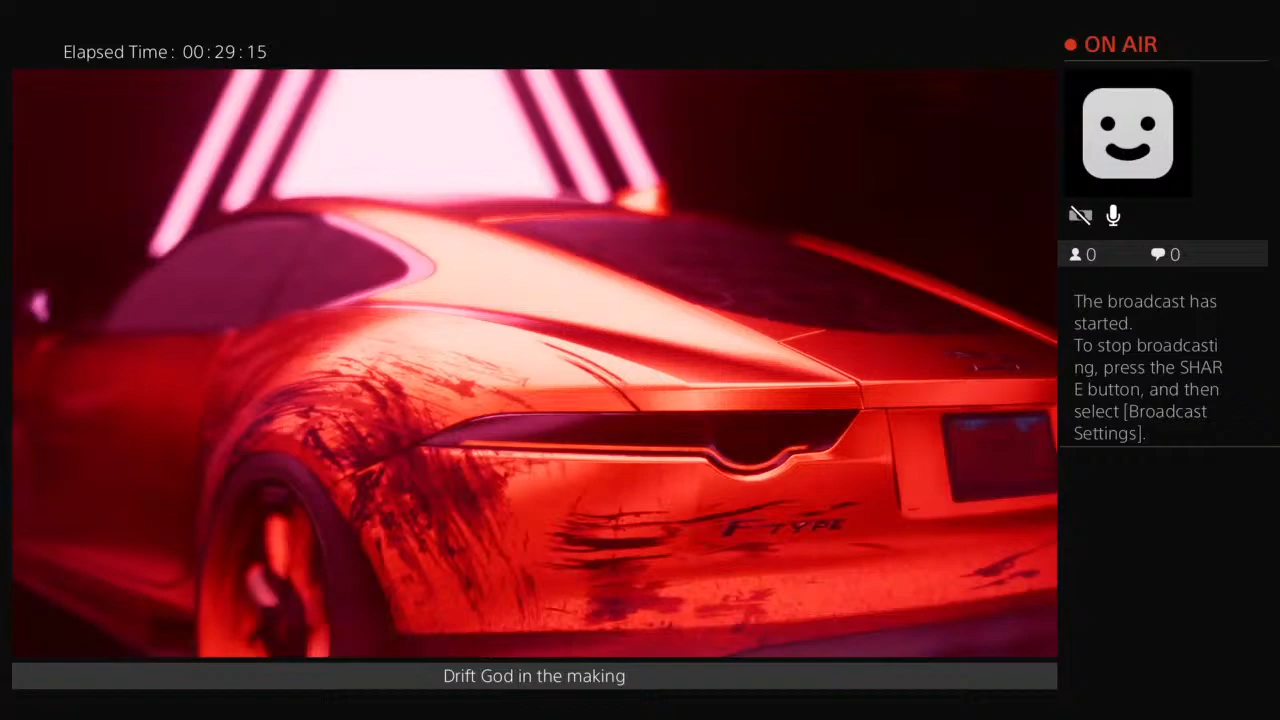 Elapsed Time: 00:29:15
ON AIR
0 0
The broadcast has
started.
To stop broadcasti
ng, press the SHAR
E button, and then
select [Broadcast
Settings].
F-TYPE
Drift God in the making